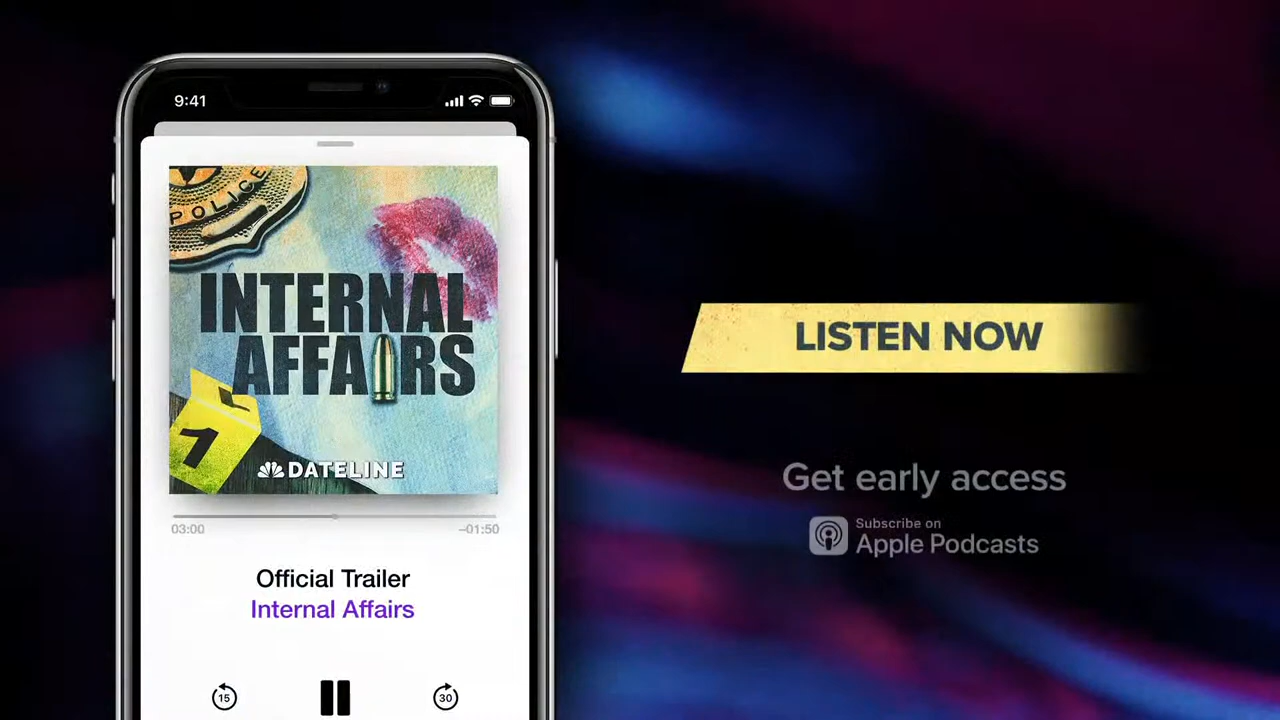 9:41
POLICE
INTERNAL
AFFAIRS
1
DATELINE
03:00
–01:50
Official Trailer
Internal Affairs
15
30
LISTEN NOW
Get early access
Subscribe on
Apple Podcasts